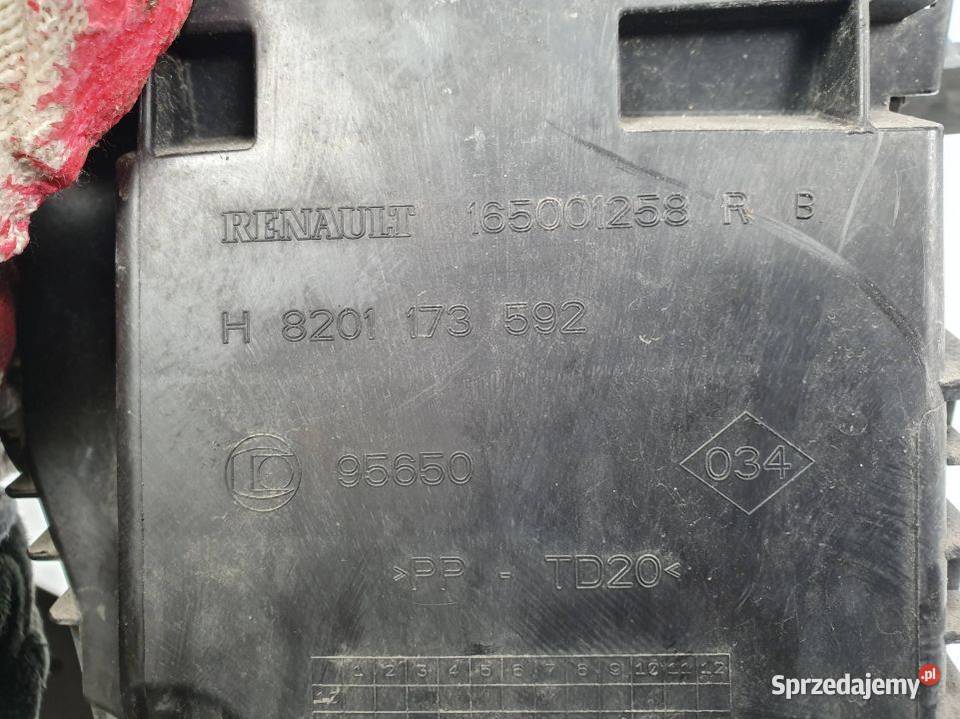 RENAULT 165001258 R B
H 8201 173 592
95650 034
>PP - TD20<
1 2 3 4 5 6 7 8 9 10 11 12
17
Sprzedajemy.pl